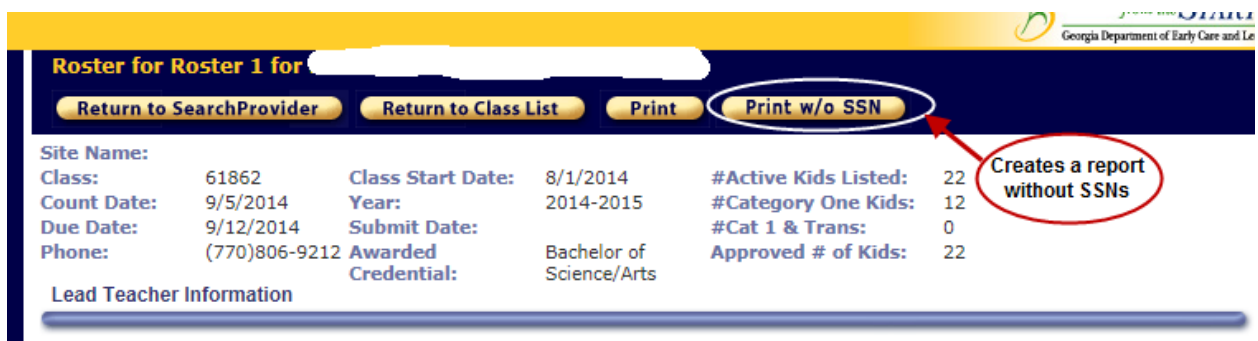 from the START
Georgia Department of Early Care and Le
Roster for Roster 1 for
Return to SearchProvider Return to Class List Print Print w/o SSN
Creates a report
without SSNs
Site Name:
Class: 61862 Class Start Date: 8/1/2014 #Active Kids Listed: 22
Count Date: 9/5/2014 Year: 2014-2015 #Category One Kids: 12
Due Date: 9/12/2014 Submit Date: #Cat 1 & Trans: 0
Phone: (770)806-9212 Awarded Bachelor of Approved # of Kids: 22
Credential: Science/Arts
Lead Teacher Information